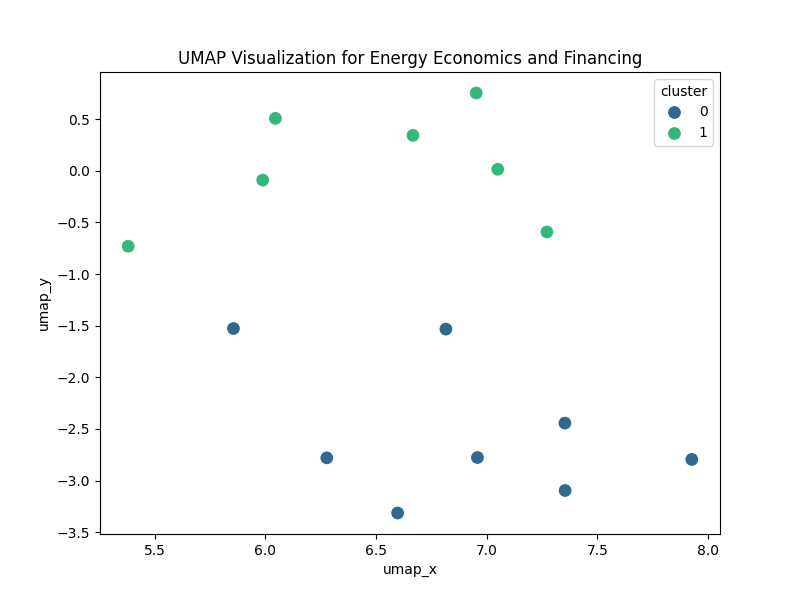 UMAP Visualization for Energy Economics and Financing
cluster
0
1
0.5
0.0
−0.5
−1.0
−1.5
−2.0
−2.5
−3.0
−3.5
umap_y
5.5 6.0 6.5 7.0 7.5 8.0
umap_x